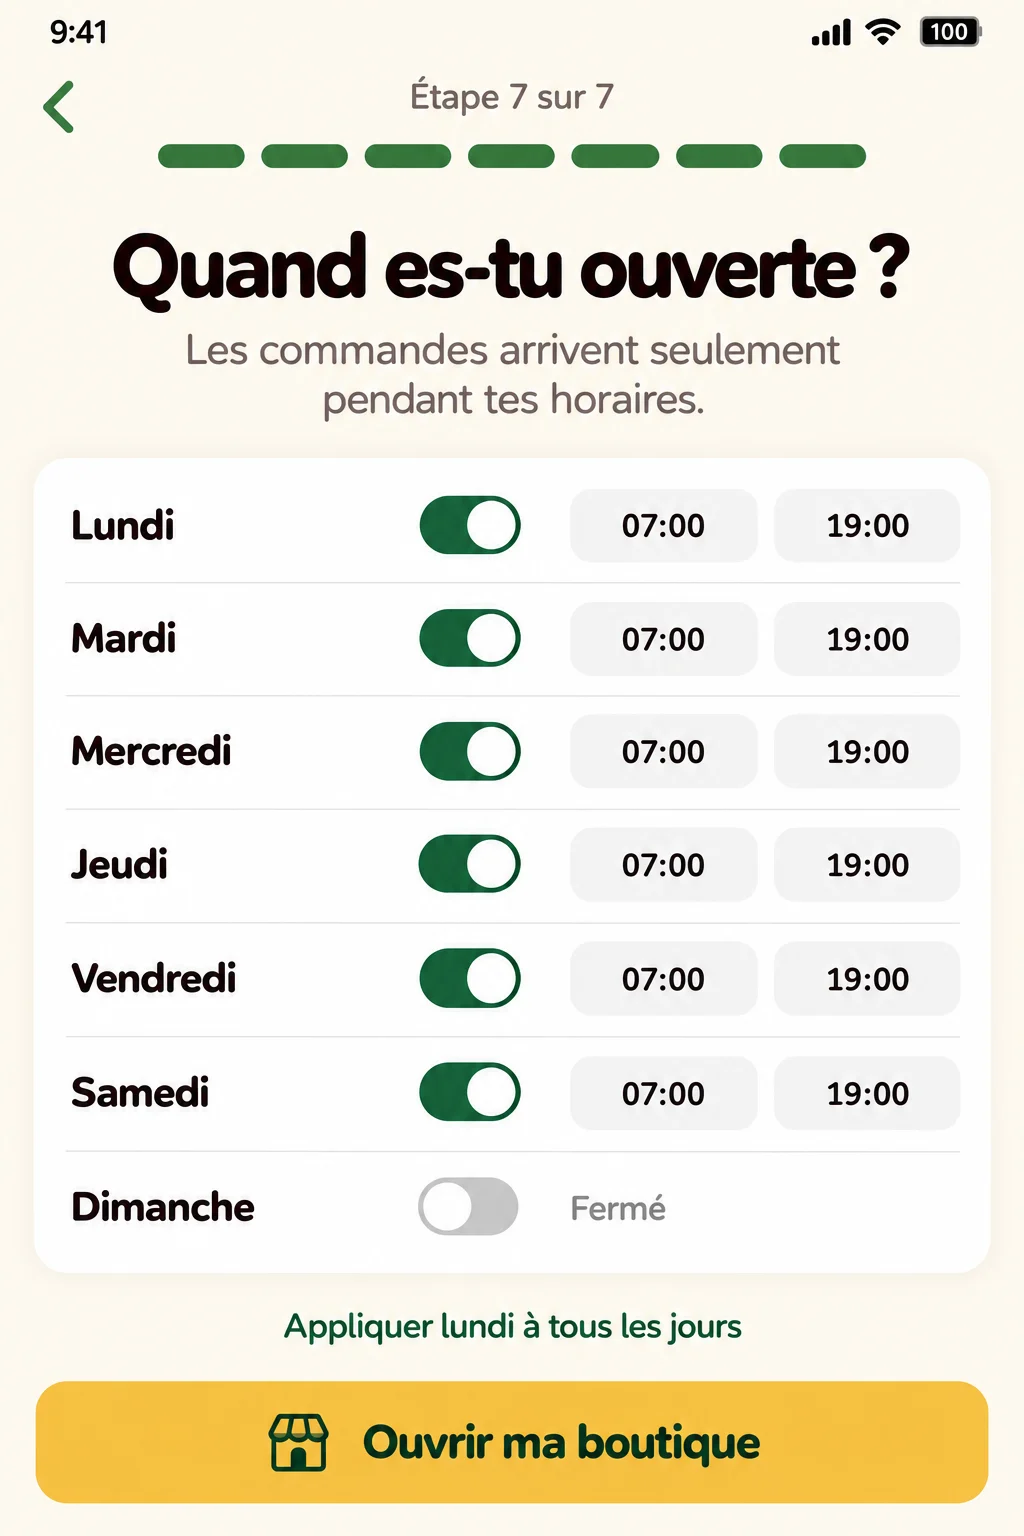 9:41
100
Étape 7 sur 7
Quand es-tu ouverte ?
Les commandes arrivent seulement
pendant tes horaires.
Lundi 07:00 19:00
Mardi 07:00 19:00
Mercredi 07:00 19:00
Jeudi 07:00 19:00
Vendredi 07:00 19:00
Samedi 07:00 19:00
Dimanche Fermé
Appliquer lundi à tous les jours
Ouvrir ma boutique